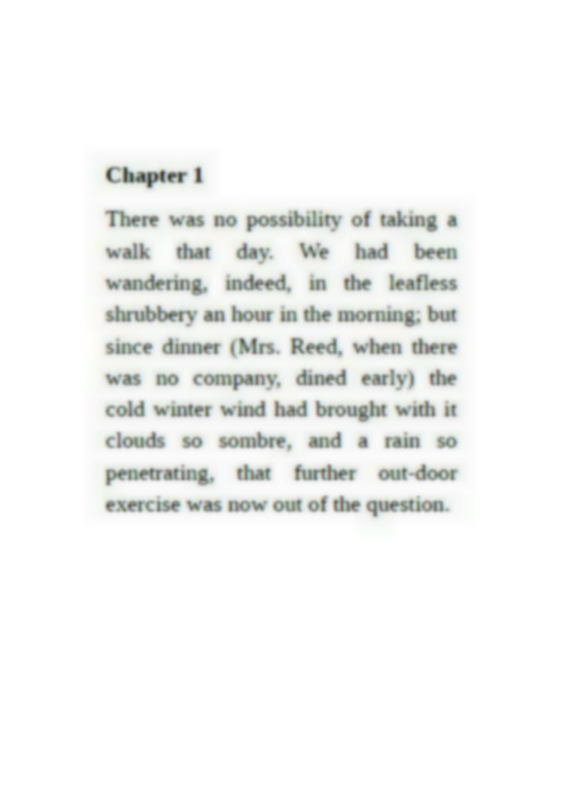 Chapter 1
There was no possibility of taking a
walk that day. We had been
wandering, indeed, in the leafless
shrubbery an hour in the morning; but
since dinner (Mrs. Reed, when there
was no company, dined early) the
cold winter wind had brought with it
clouds so sombre, and a rain so
penetrating, that further out-door
exercise was now out of the question.